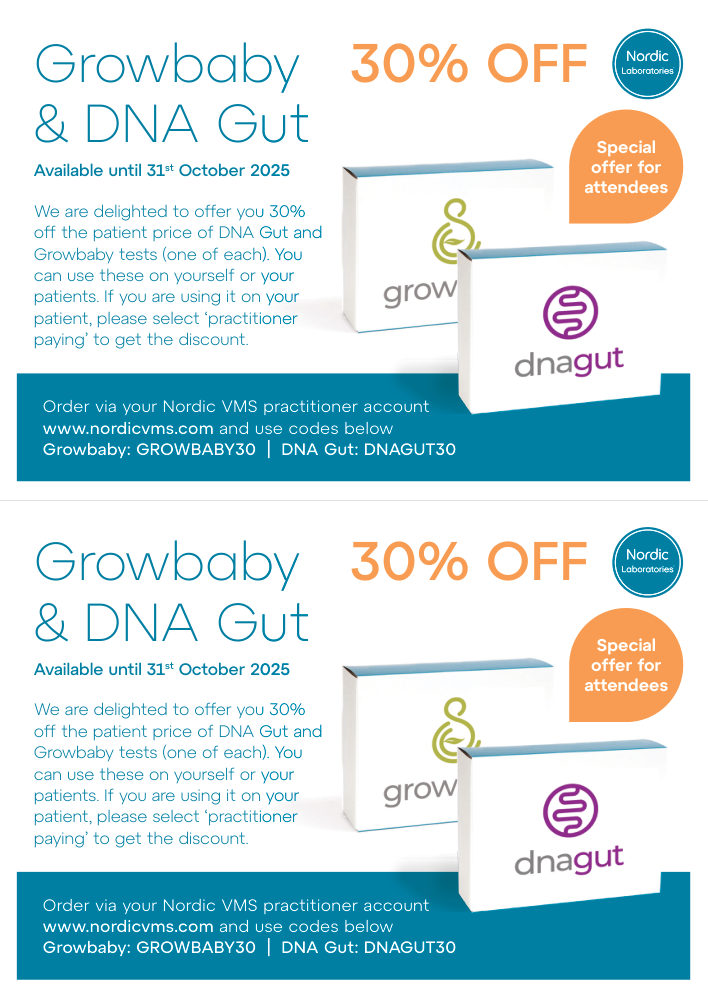 Growbaby
& DNA Gut
30% OFF
Nordic
Laboratories
Available until 31st October 2025
Special
offer for
attendees
We are delighted to offer you 30%
off the patient price of DNA Gut and
Growbaby tests (one of each). You
can use these on yourself or your
patients. If you are using it on your
patient, please select ‘practitioner
paying’ to get the discount.
grow
dnagut
Order via your Nordic VMS practitioner account
www.nordicvms.com and use codes below
Growbaby: GROWBABY30 | DNA Gut: DNAGUT30
Growbaby
& DNA Gut
30% OFF
Nordic
Laboratories
Available until 31st October 2025
Special
offer for
attendees
We are delighted to offer you 30%
off the patient price of DNA Gut and
Growbaby tests (one of each). You
can use these on yourself or your
patients. If you are using it on your
patient, please select ‘practitioner
paying’ to get the discount.
grow
dnagut
Order via your Nordic VMS practitioner account
www.nordicvms.com and use codes below
Growbaby: GROWBABY30 | DNA Gut: DNAGUT30